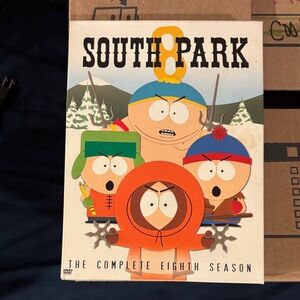 8
SOUTH PARK
THE COMPLETE EIGHTH SEASON
DVD